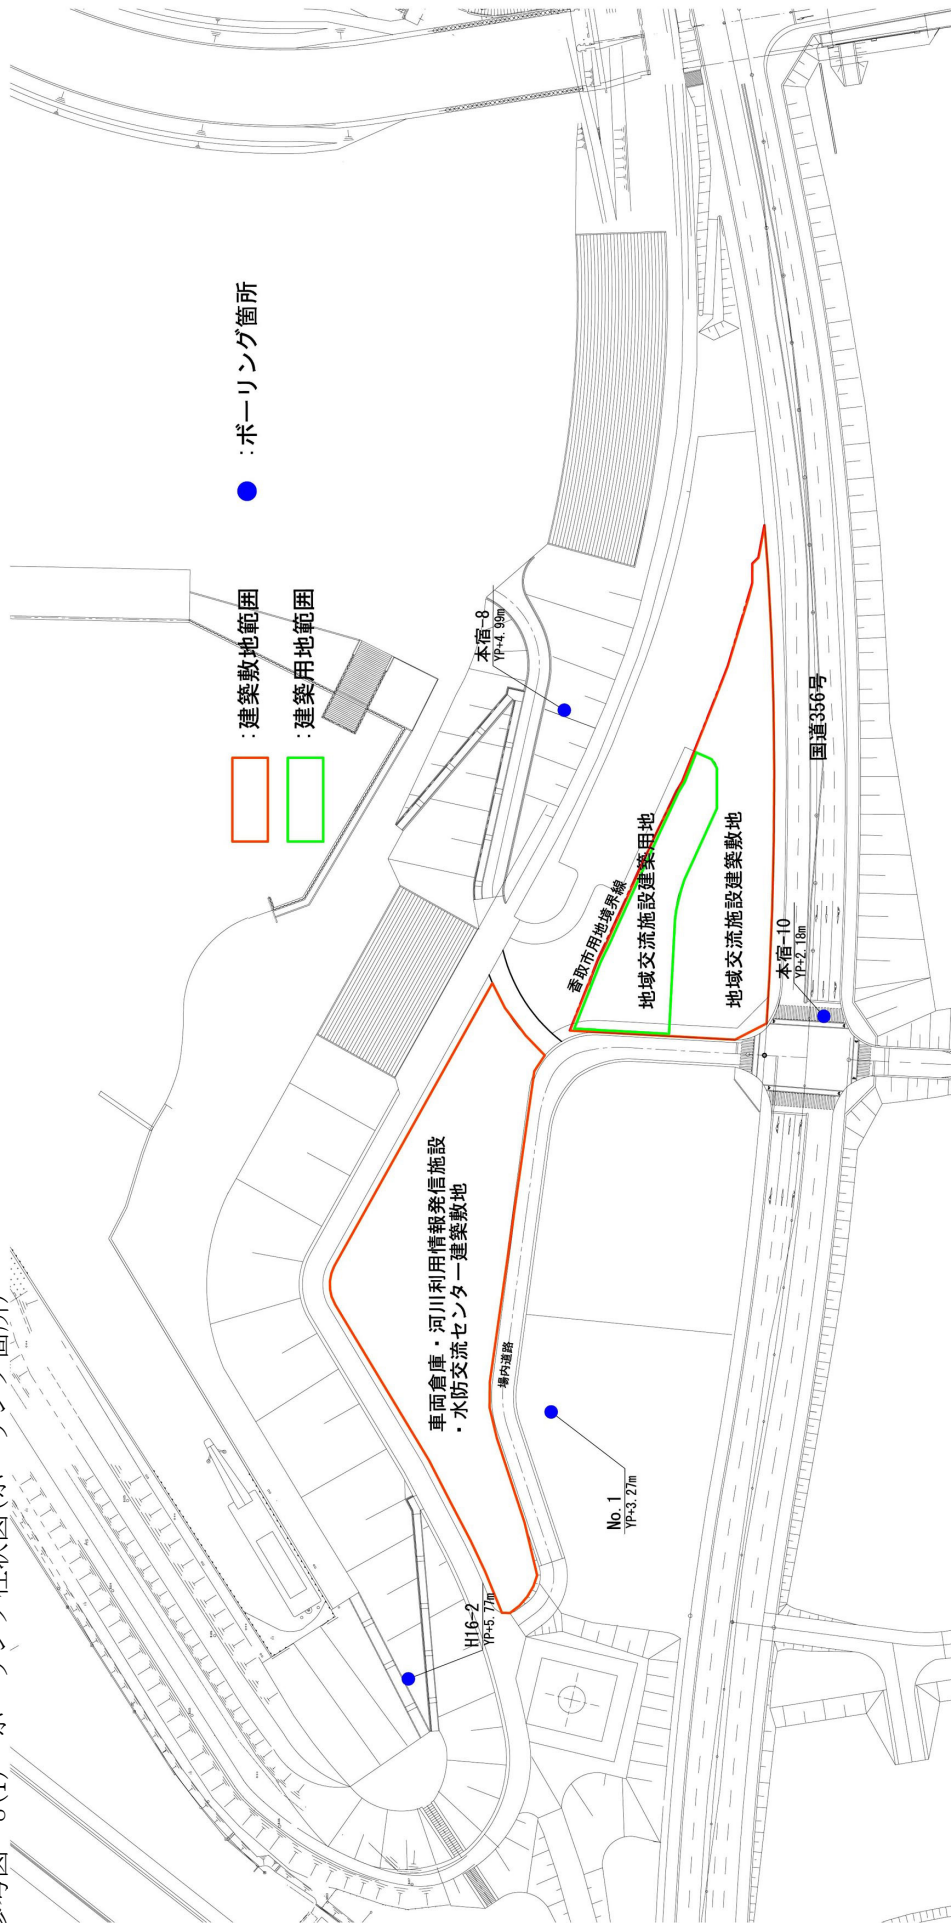 ：ボーリング箇所
：建築敷地範囲
：建築用地範囲
本宿-8
YP+4.99m
国道356号
香取市用地境界線
地域交流施設建築用地
地域交流施設建築敷地
本宿-10
YP+2.18m
車両倉庫・河川利用情報発信施設
・水防交流センター建築敷地
場内道路
No.1
YP+3.27m
H16-2
YP+5.77m